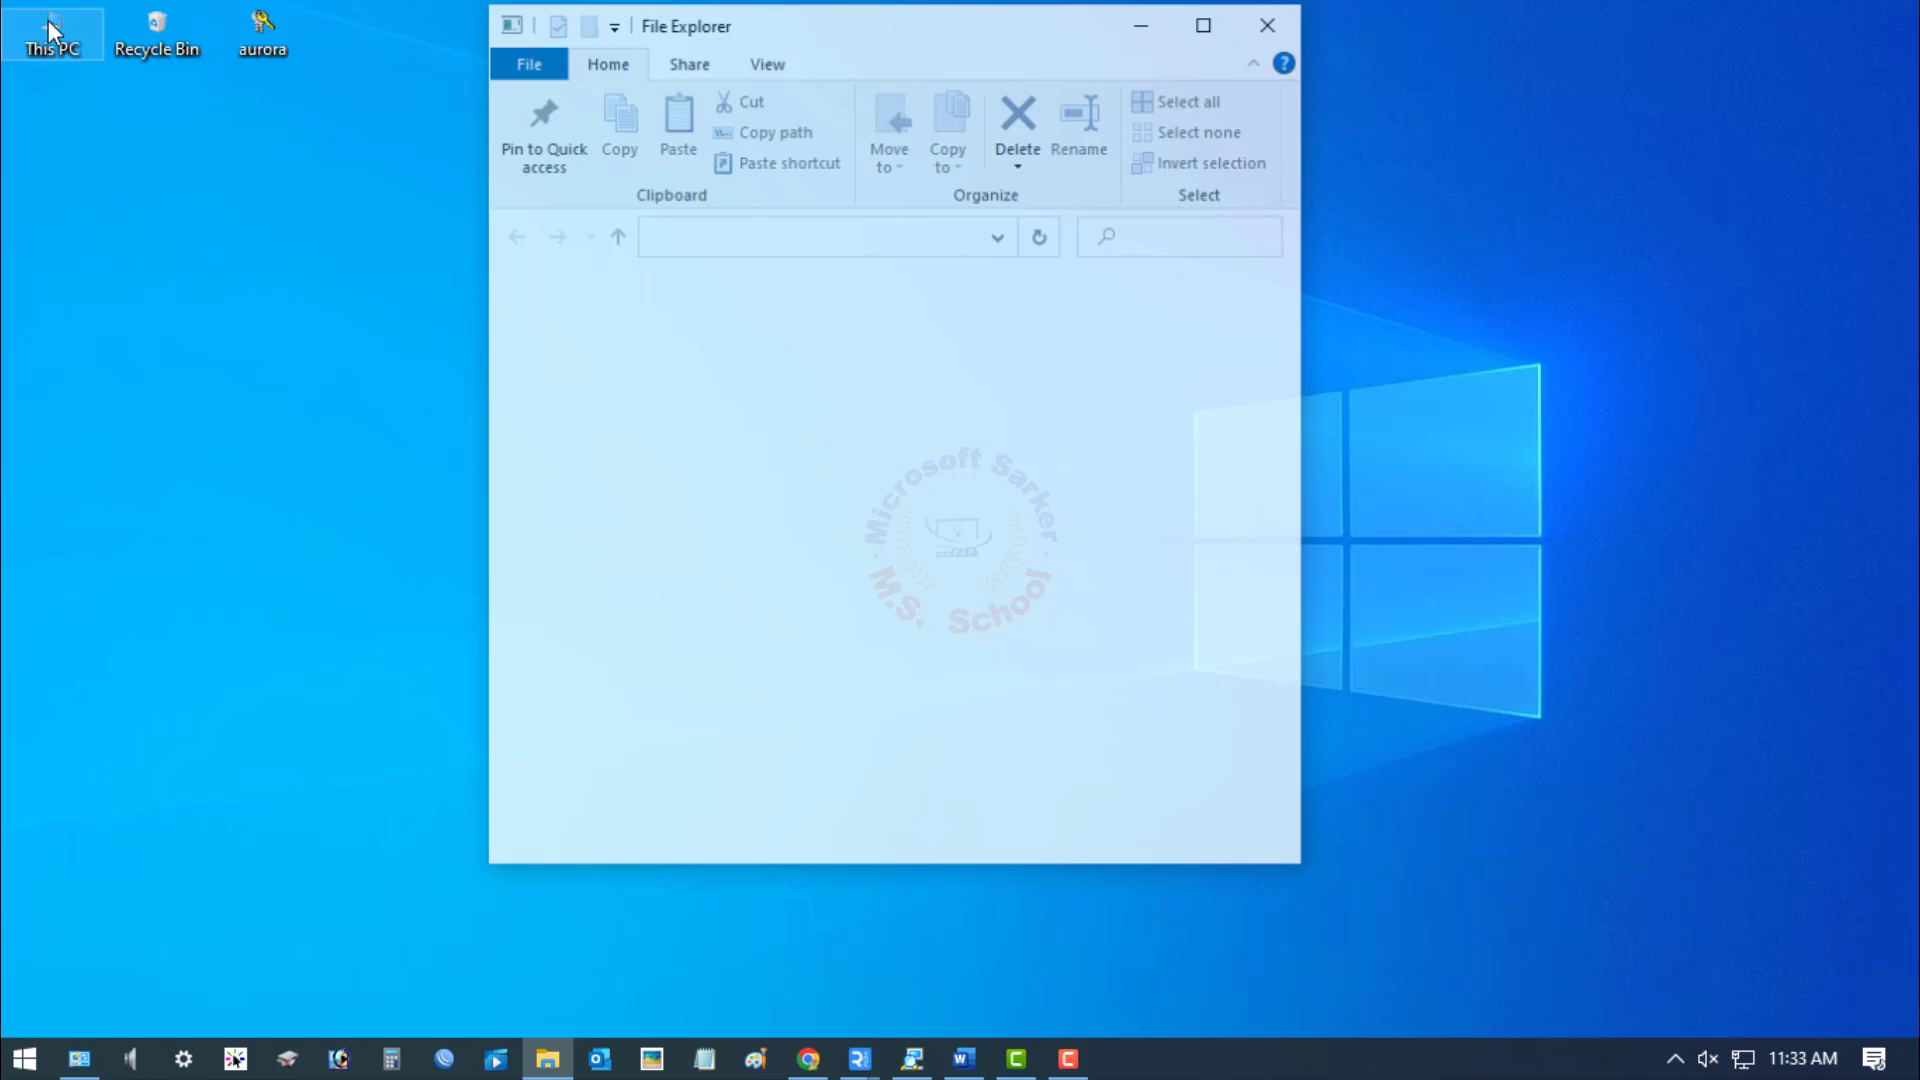 This PC
Recycle Bin
aurora
File Explorer
File
Home
Share
View
Pin to Quick access
Copy
Paste
Cut
Copy path
Paste shortcut
Clipboard
Move to
Copy to
Delete
Rename
Organize
Select all
Select none
Invert selection
Select
Microsoft Sarker
M.S. School
11:33 AM